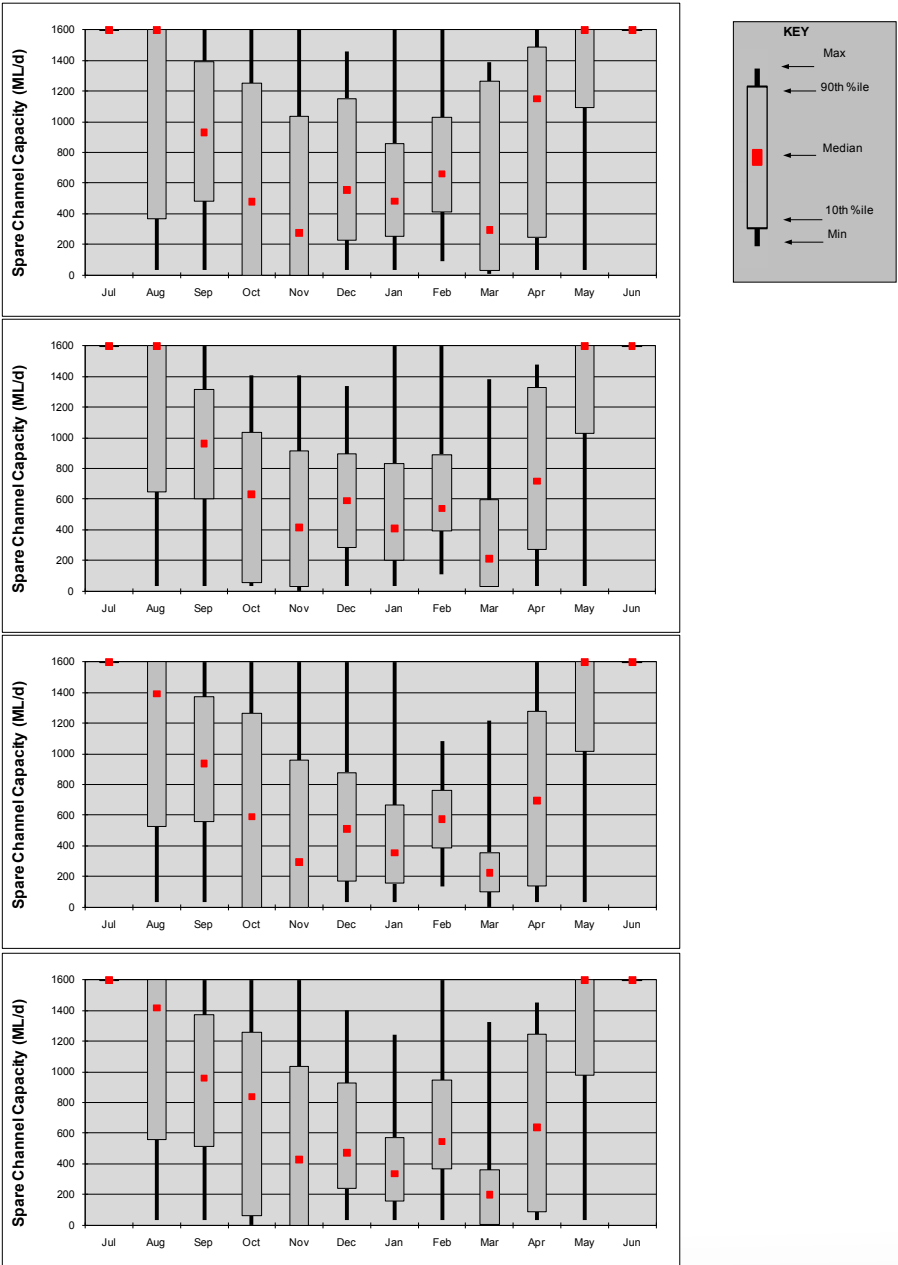 Spare Channel Capacity (ML/d)
1600
1400
1200
1000
800
600
400
200
0
Jul Aug Sep Oct Nov Dec Jan Feb Mar Apr May Jun
KEY
Max
90th %ile
Median
10th %ile
Min
Spare Channel Capacity (ML/d)
1600
1400
1200
1000
800
600
400
200
0
Jul Aug Sep Oct Nov Dec Jan Feb Mar Apr May Jun
Spare Channel Capacity (ML/d)
1600
1400
1200
1000
800
600
400
200
0
Jul Aug Sep Oct Nov Dec Jan Feb Mar Apr May Jun
Spare Channel Capacity (ML/d)
1600
1400
1200
1000
800
600
400
200
0
Jul Aug Sep Oct Nov Dec Jan Feb Mar Apr May Jun